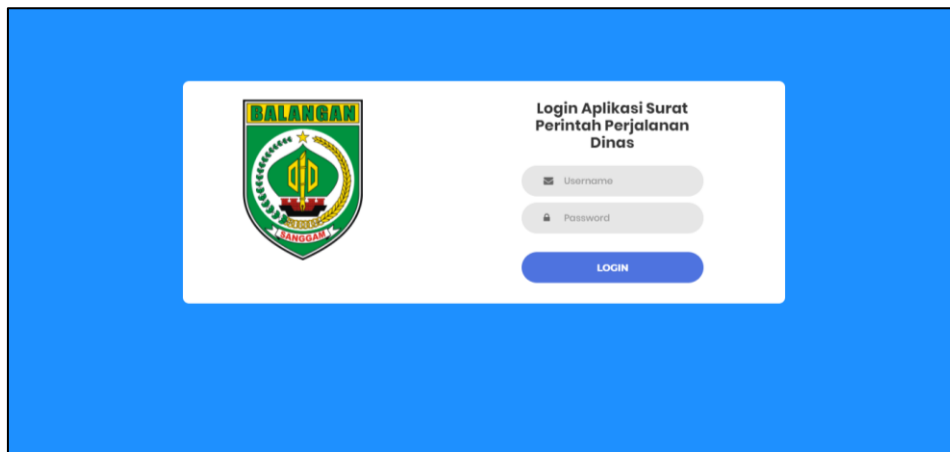 BALANGAN
SANGGAM
Login Aplikasi Surat
Perintah Perjalanan
Dinas
Username
Password
LOGIN